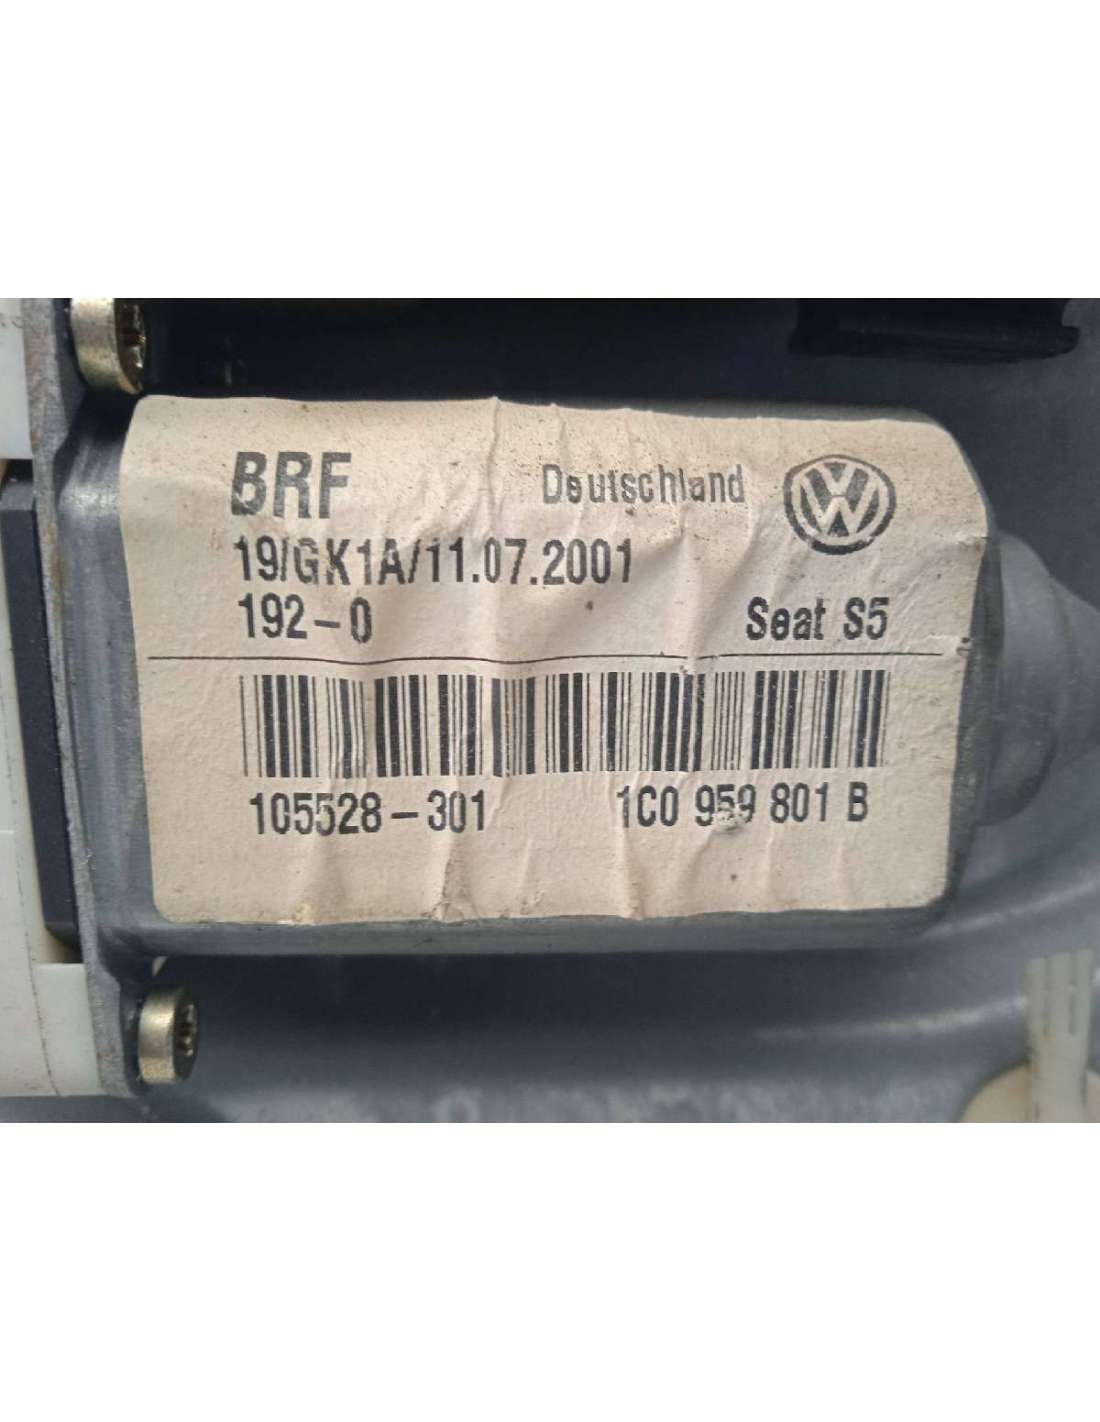 BRF Deutschland
19/GK1A/11.07.2001
192-0 Seat S5
105528-301 1C0 959 801 B